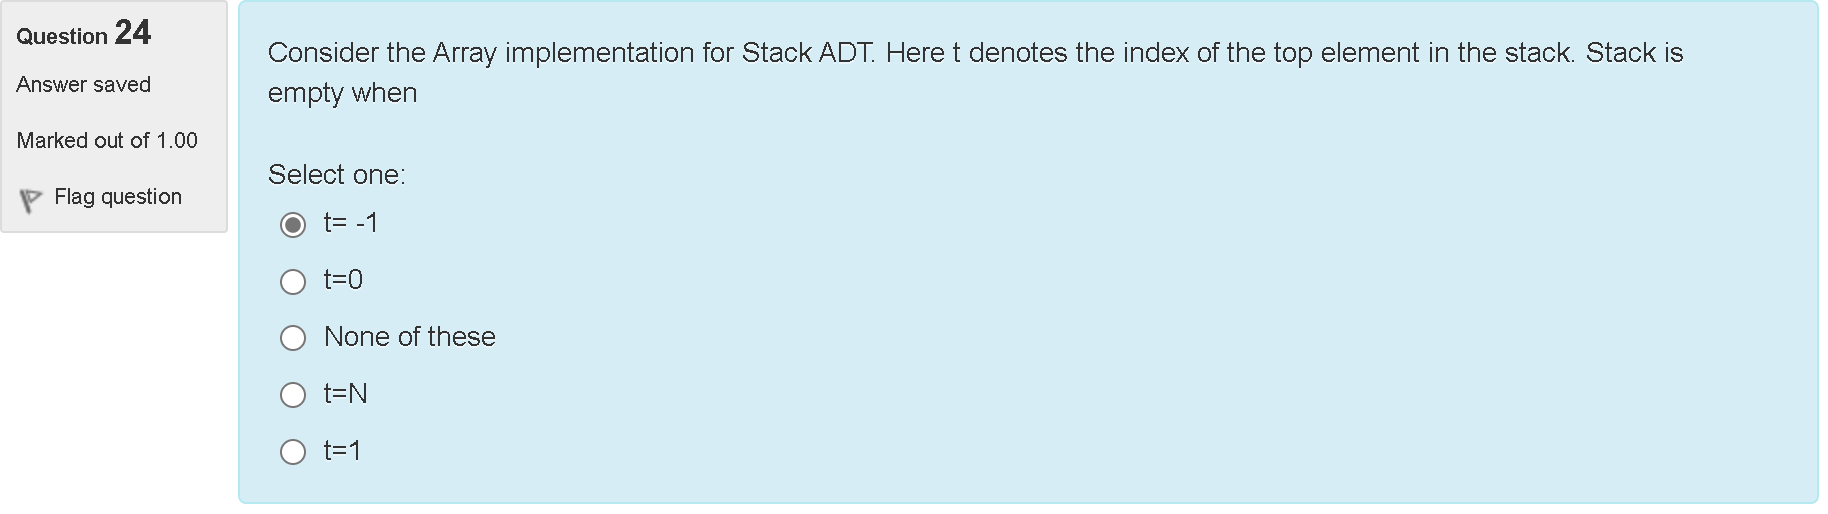 Question 24
Answer saved
Marked out of 1.00
Flag question
Consider the Array implementation for Stack ADT. Here t denotes the index of the top element in the stack. Stack is
empty when
Select one:
t= -1
t=0
None of these
t=N
t=1